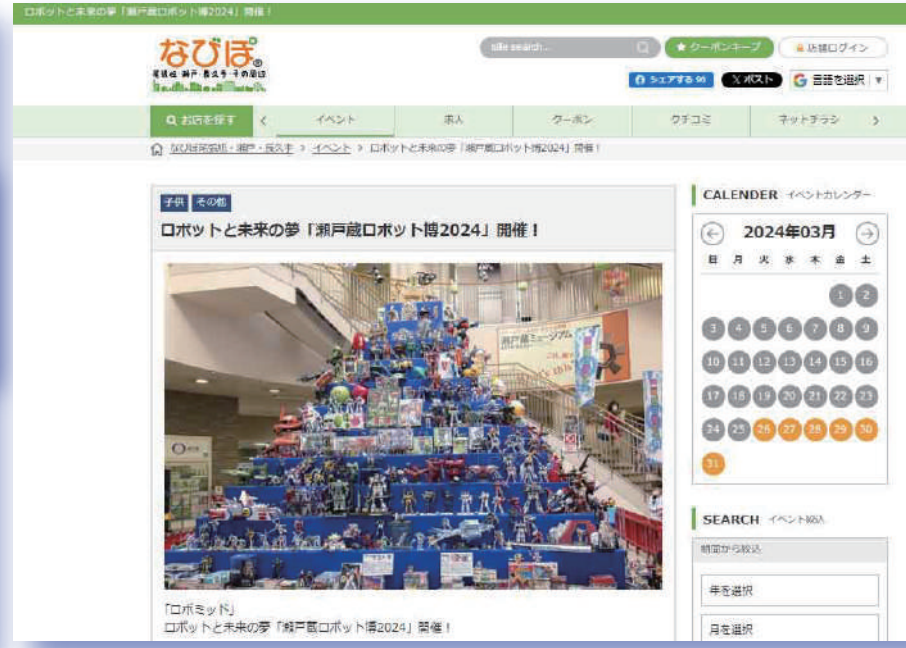 ロボットと未来の夢「瀬戸蔵ロボット博2024」開催！
なびぽ。
尾張旭・瀬戸・長久手・その周辺
site search...
★ クーポンキープ
店舗ログイン
シェアする
ポスト
G 言語を選択 ▼
お店を探す
イベント
求人
クーポン
クチコミ
ネットチラシ
なびぽ尾張旭・瀬戸・長久手 > イベント > ロボットと未来の夢「瀬戸蔵ロボット博2024」開催！
子供 その他
ロボットと未来の夢「瀬戸蔵ロボット博2024」開催！
瀬戸蔵ミュージアム
「ロボミッド」
ロボットと未来の夢「瀬戸蔵ロボット博2024」開催！
CALENDER イベントカレンダー
2024年03月
日 月 火 水 木 金 土
1 2
3 4 5 6 7 8 9
10 11 12 13 14 15 16
17 18 19 20 21 22 23
24 25 26 27 28 29 30
31
SEARCH イベント絞込
期間から絞込
年を選択
月を選択